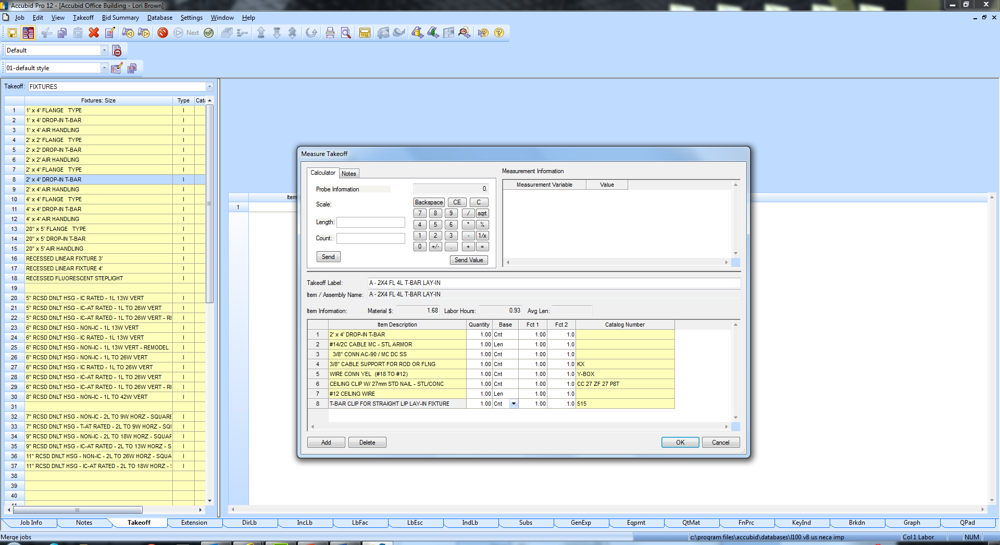 Accubid Pro 12 - [Accubid Office Building - Lori Brown]
Job Edit View Takeoff Bid Summary Database Settings Window Help
Next
Default
01-default style
Takeoff: FIXTURES
Fixtures: Size Type Cat
1 1' x 4' FLANGE TYPE I
2 1' x 4' DROP-IN T-BAR I
3 1' x 4' AIR HANDLING I
4 2' x 2' FLANGE TYPE I
5 2' x 2' DROP-IN T-BAR I
6 2' x 2' AIR HANDLING I
7 2' x 4' FLANGE TYPE I
8 2' x 4' DROP-IN T-BAR I
9 2' x 4' AIR HANDLING I
10 4' x 4' FLANGE TYPE I
11 4' x 4' DROP-IN T-BAR I
12 4' x 4' AIR HANDLING I
13 20" x 5' FLANGE TYPE I
14 20" x 5' DROP-IN T-BAR I
15 20" x 5' AIR HANDLING I
16 RECESSED LINEAR FIXTURE 3' I
17 RECESSED LINEAR FIXTURE 4' I
18 RECESSED FLUORESCENT STEPLIGHT I
19
20 5" RCSD DNLT HSG - IC RATED - 1L 13W VERT I
21 5" RCSD DNLT HSG - IC-AT RATED - 1L TO 26W VERT I
22 5" RCSD DNLT HSG - IC-AT RATED - 1L TO 26W VERT - RI I
23 6" RCSD DNLT HSG - NON-IC - 1L 13W VERT I
24 6" RCSD DNLT HSG - IC RATED - 1L 13W VERT I
25 6" RCSD DNLT HSG - NON-IC - 1L 13W VERT - REMODEL I
26 6" RCSD DNLT HSG - NON-IC - 1L TO 26W VERT I
27 6" RCSD DNLT HSG - IC RATED - 1L TO 26W VERT I
28 6" RCSD DNLT HSG - IC-AT RATED - 1L TO 26W VERT I
29 6" RCSD DNLT HSG - IC-AT RATED - 1L TO 26W VERT - RI I
30 8" RCSD DNLT HSG - NON-IC - 1L TO 42W VERT I
31
32 7" RCSD DNLT HSG - NON-IC - 2L TO 9W HORZ - SQUARE I
33 7" RCSD DNLT HSG - T-AT RATED - 2L TO 9W HORZ - SQU I
34 9" RCSD DNLT HSG - NON-IC - 2L TO 18W HORZ - SQUAF I
35 9" RCSD DNLT HSG - IC-AT RATED - 2L TO 13W HORZ - S I
36 11" RCSD DNLT HSG - NON-IC - 2L TO 26W HORZ - SQUA I
37 11" RCSD DNLT HSG - IC-AT RATED - 2L TO 18W HORZ - I
38
39
40
41
Item
1
Measure Takeoff
Calculator Notes
Probe Information 0.
Scale:
Length:
Count:
Send
Backspace CE C
7 8 9 / sqrt
4 5 6 * %
1 2 3 - 1/x
0 +/- . + =
Send Value
Measurement Information
Measurement Variable Value
Takeoff Label: A - 2X4 FL 4L T-BAR LAY-IN
Item / Assembly Name: A - 2X4 FL 4L T-BAR LAY-IN
Item Information: Material $: 1.68 Labor Hours: 0.93 Avg Len:
Item Description Quantity Base Fct 1 Fct 2 Catalog Number
1 2' x 4' DROP-IN T-BAR 1.00 Cnt 1.00 1.0
2 #14/2C CABLE MC - STL ARMOR 1.00 Len 1.00 1.0
3 3/8" CONN AC-90 / MC DC SS 1.00 Cnt 1.00 1.0
4 3/8" CABLE SUPPORT FOR ROD OR FLNG 1.00 Cnt 1.00 1.0 KX
5 WIRE CONN YEL (#18 TO #12) 1.00 Cnt 1.00 1.0 Y-BOX
6 CEILING CLIP W/ 27mm STD NAIL - STL/CONC 1.00 Cnt 1.00 1.0 CC 27 ZF 27 P8T
7 #12 CEILING WIRE 1.00 Len 1.00 1.0
8 T-BAR CLIP FOR STRAIGHT LIP LAY-IN FIXTURE 1.00 Cnt 1.00 1.0 515
Add Delete OK Cancel
Job Info Notes Takeoff Extension DirLb IncLb LbFac LbEsc IndLb Subs GenExp Eqpmt QtMat FnPrc KeyInd Brkdn Graph QPad
Merge jobs c:\program files\accubid\databases\l100 v8 us neca imp Col 1 Labor NUM